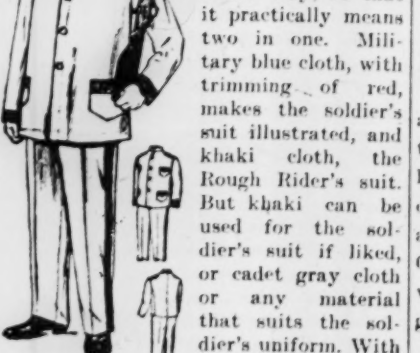 it practically means
two in one. Mili-
tary blue cloth, with
trimming of red,
makes the soldier's
suit illustrated, and
khaki cloth, the
Rough Rider's suit.
But khaki can be
used for the sol-
dier's suit if liked,
or cadet gray cloth
or any material
that suits the sol-
dier's uniform. With